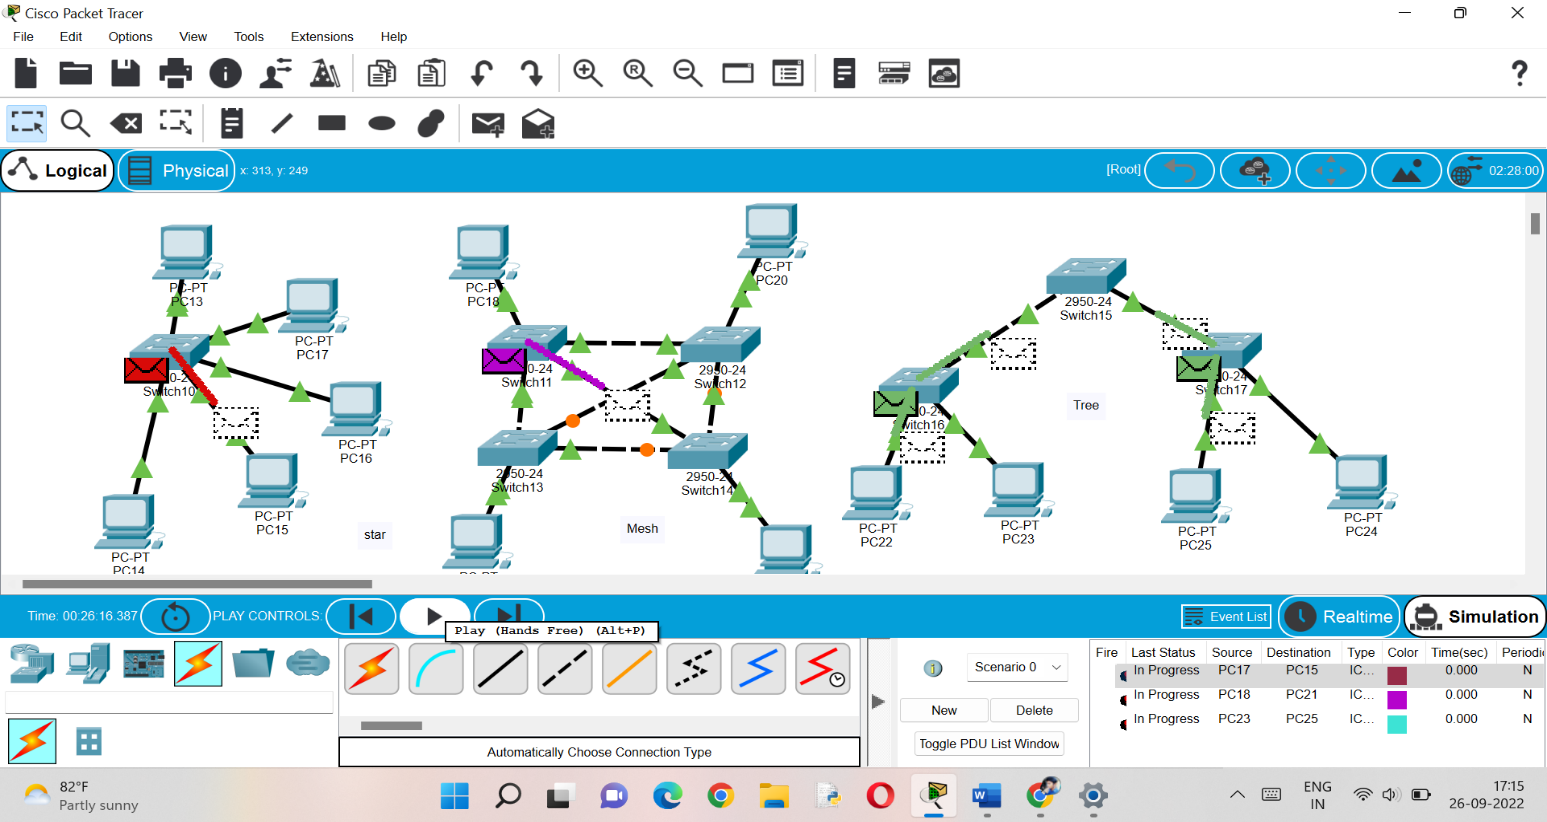 Cisco Packet Tracer
File Edit Options View Tools Extensions Help
Logical
Physical
x: 313, y: 249
[Root]
02:28:00
PC-PT
PC13
PC-PT
PC17
Switch10
PC-PT
PC16
PC-PT
PC15
PC-PT
PC14
star
PC-PT
PC18
PC-PT
PC20
0-24
Switch11
2950-24
Switch12
2950-24
Switch13
2950-24
Switch14
Mesh
2950-24
Switch15
0-24
Switch16
0-24
Switch17
Tree
PC-PT
PC22
PC-PT
PC23
PC-PT
PC25
PC-PT
PC24
Time: 00:26:16.387
PLAY CONTROLS:
Play (Hands Free) (Alt+P)
Event List
Realtime
Simulation
Automatically Choose Connection Type
Scenario 0
New
Delete
Toggle PDU List Window
Fire Last Status Source Destination Type Color Time(sec) Periodic
In Progress PC17 PC15 IC... 0.000 N
In Progress PC18 PC21 IC... 0.000 N
In Progress PC23 PC25 IC... 0.000 N
82°F
Partly sunny
ENG
IN
17:15
26-09-2022